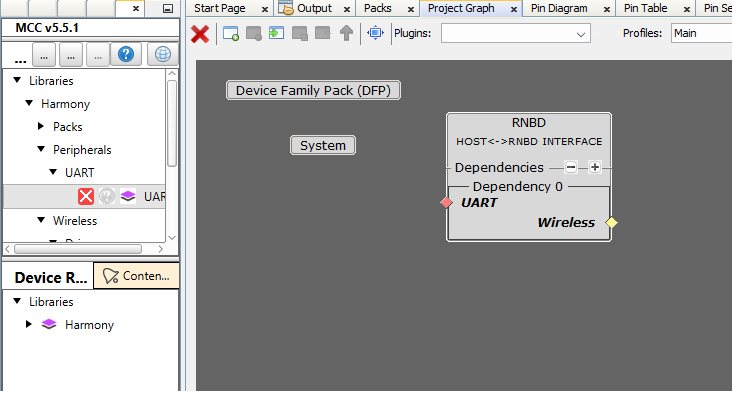 Start Page x Output x Packs x Project Graph x Pin Diagram x Pin Table x Pin Se
MCC v5.5.1
Plugins: Profiles: Main
... ... ... ... ?
Libraries
Harmony
Packs
Peripherals
UART
UAR
Wireless
Device R... Conten...
Libraries
Harmony
Device Family Pack (DFP)
System
RNBD
HOST<->RNBD INTERFACE
Dependencies
Dependency 0
UART
Wireless